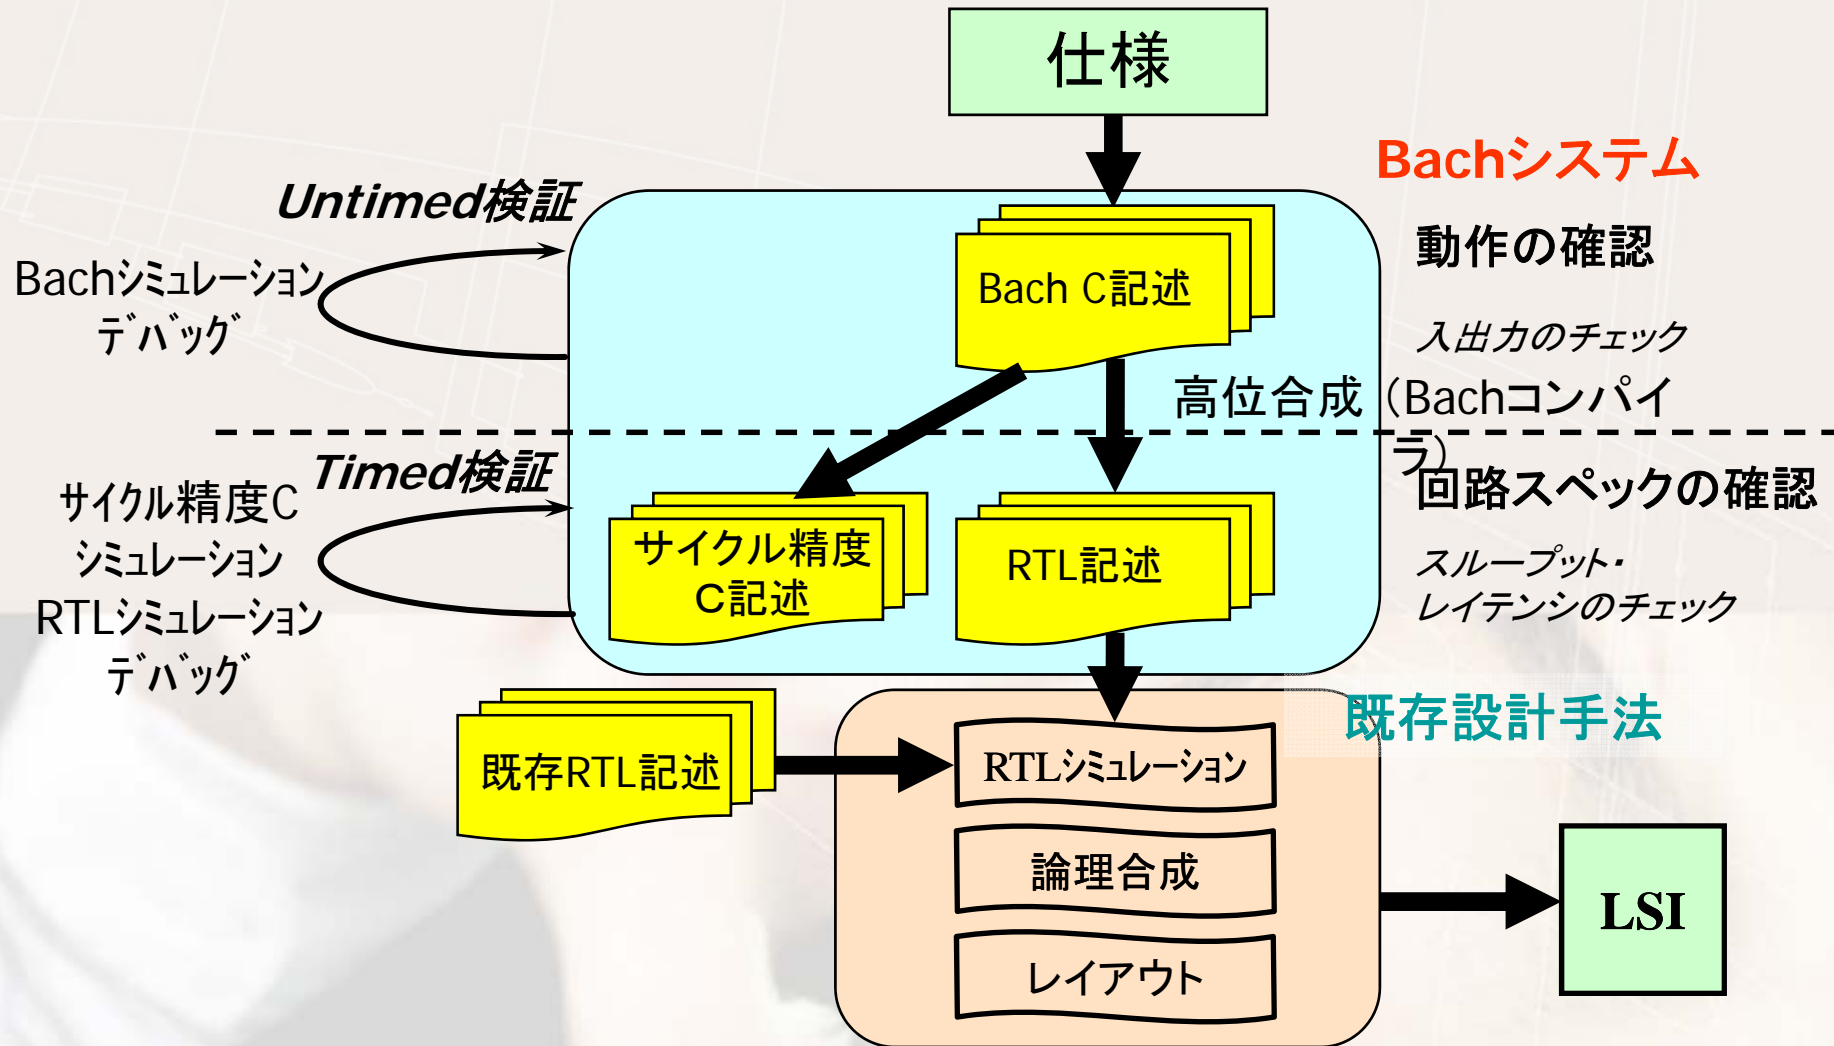 仕様
Bachシステム
Untimed検証
動作の確認
Bachシミュレーション
デバッグ
Bach C記述
入出力のチェック
高位合成（Bachコンパイ
ラ）
Timed検証
回路スペックの確認
サイクル精度C
シミュレーション
RTLシミュレーション
デバッグ
サイクル精度
C記述
RTL記述
スループット・
レイテンシのチェック
既存設計手法
既存RTL記述
RTLシミュレーション
論理合成
レイアウト
LSI